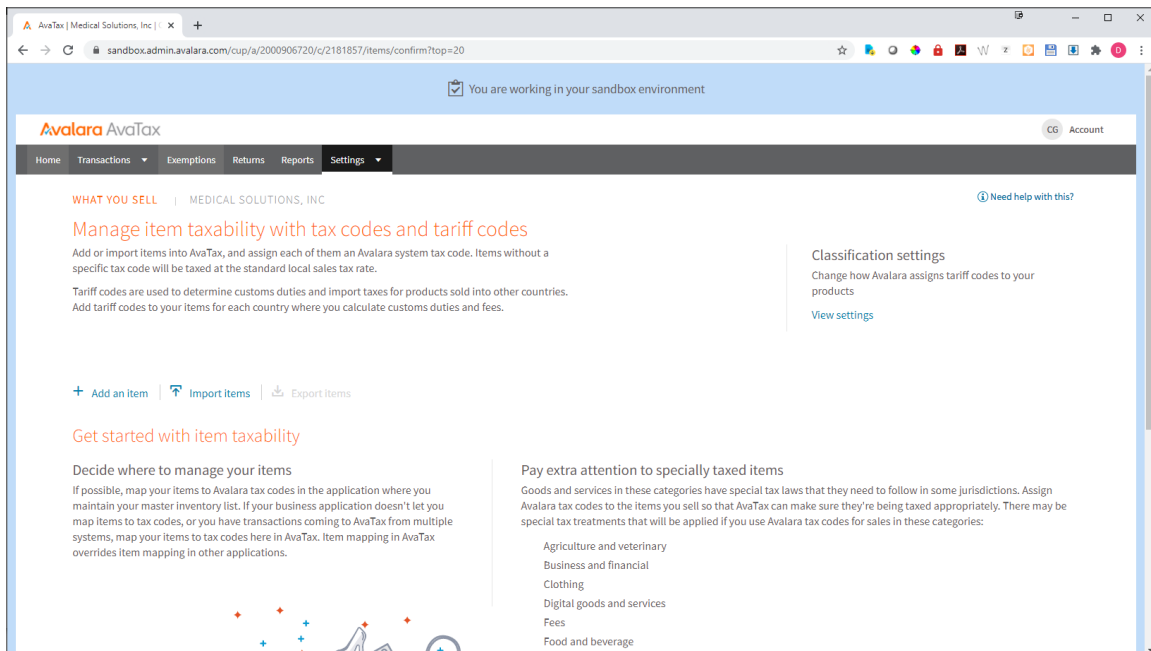 AvaTax | Medical Solutions, Inc |
sandbox.admin.avalara.com/cup/a/2000906720/c/2181857/items/confirm?top=20
D
You are working in your sandbox environment
Avalara AvaTax
CG Account
Home Transactions Exemptions Returns Reports Settings
WHAT YOU SELL | MEDICAL SOLUTIONS, INC
Need help with this?
Manage item taxability with tax codes and tariff codes
Add or import items into AvaTax, and assign each of them an Avalara system tax code. Items without a
specific tax code will be taxed at the standard local sales tax rate.
Tariff codes are used to determine customs duties and import taxes for products sold into other countries.
Add tariff codes to your items for each country where you calculate customs duties and fees.
Classification settings
Change how Avalara assigns tariff codes to your
products
View settings
Add an item Import items Export items
Get started with item taxability
Decide where to manage your items
If possible, map your items to Avalara tax codes in the application where you
maintain your master inventory list. If your business application doesn't let you
map items to tax codes, or you have transactions coming to AvaTax from multiple
systems, map your items to tax codes here in AvaTax. Item mapping in AvaTax
overrides item mapping in other applications.
Pay extra attention to specially taxed items
Goods and services in these categories have special tax laws that they need to follow in some jurisdictions. Assign
Avalara tax codes to the items you sell so that AvaTax can make sure they're being taxed appropriately. There may be
special tax treatments that will be applied if you use Avalara tax codes for sales in these categories:
Agriculture and veterinary
Business and financial
Clothing
Digital goods and services
Fees
Food and beverage